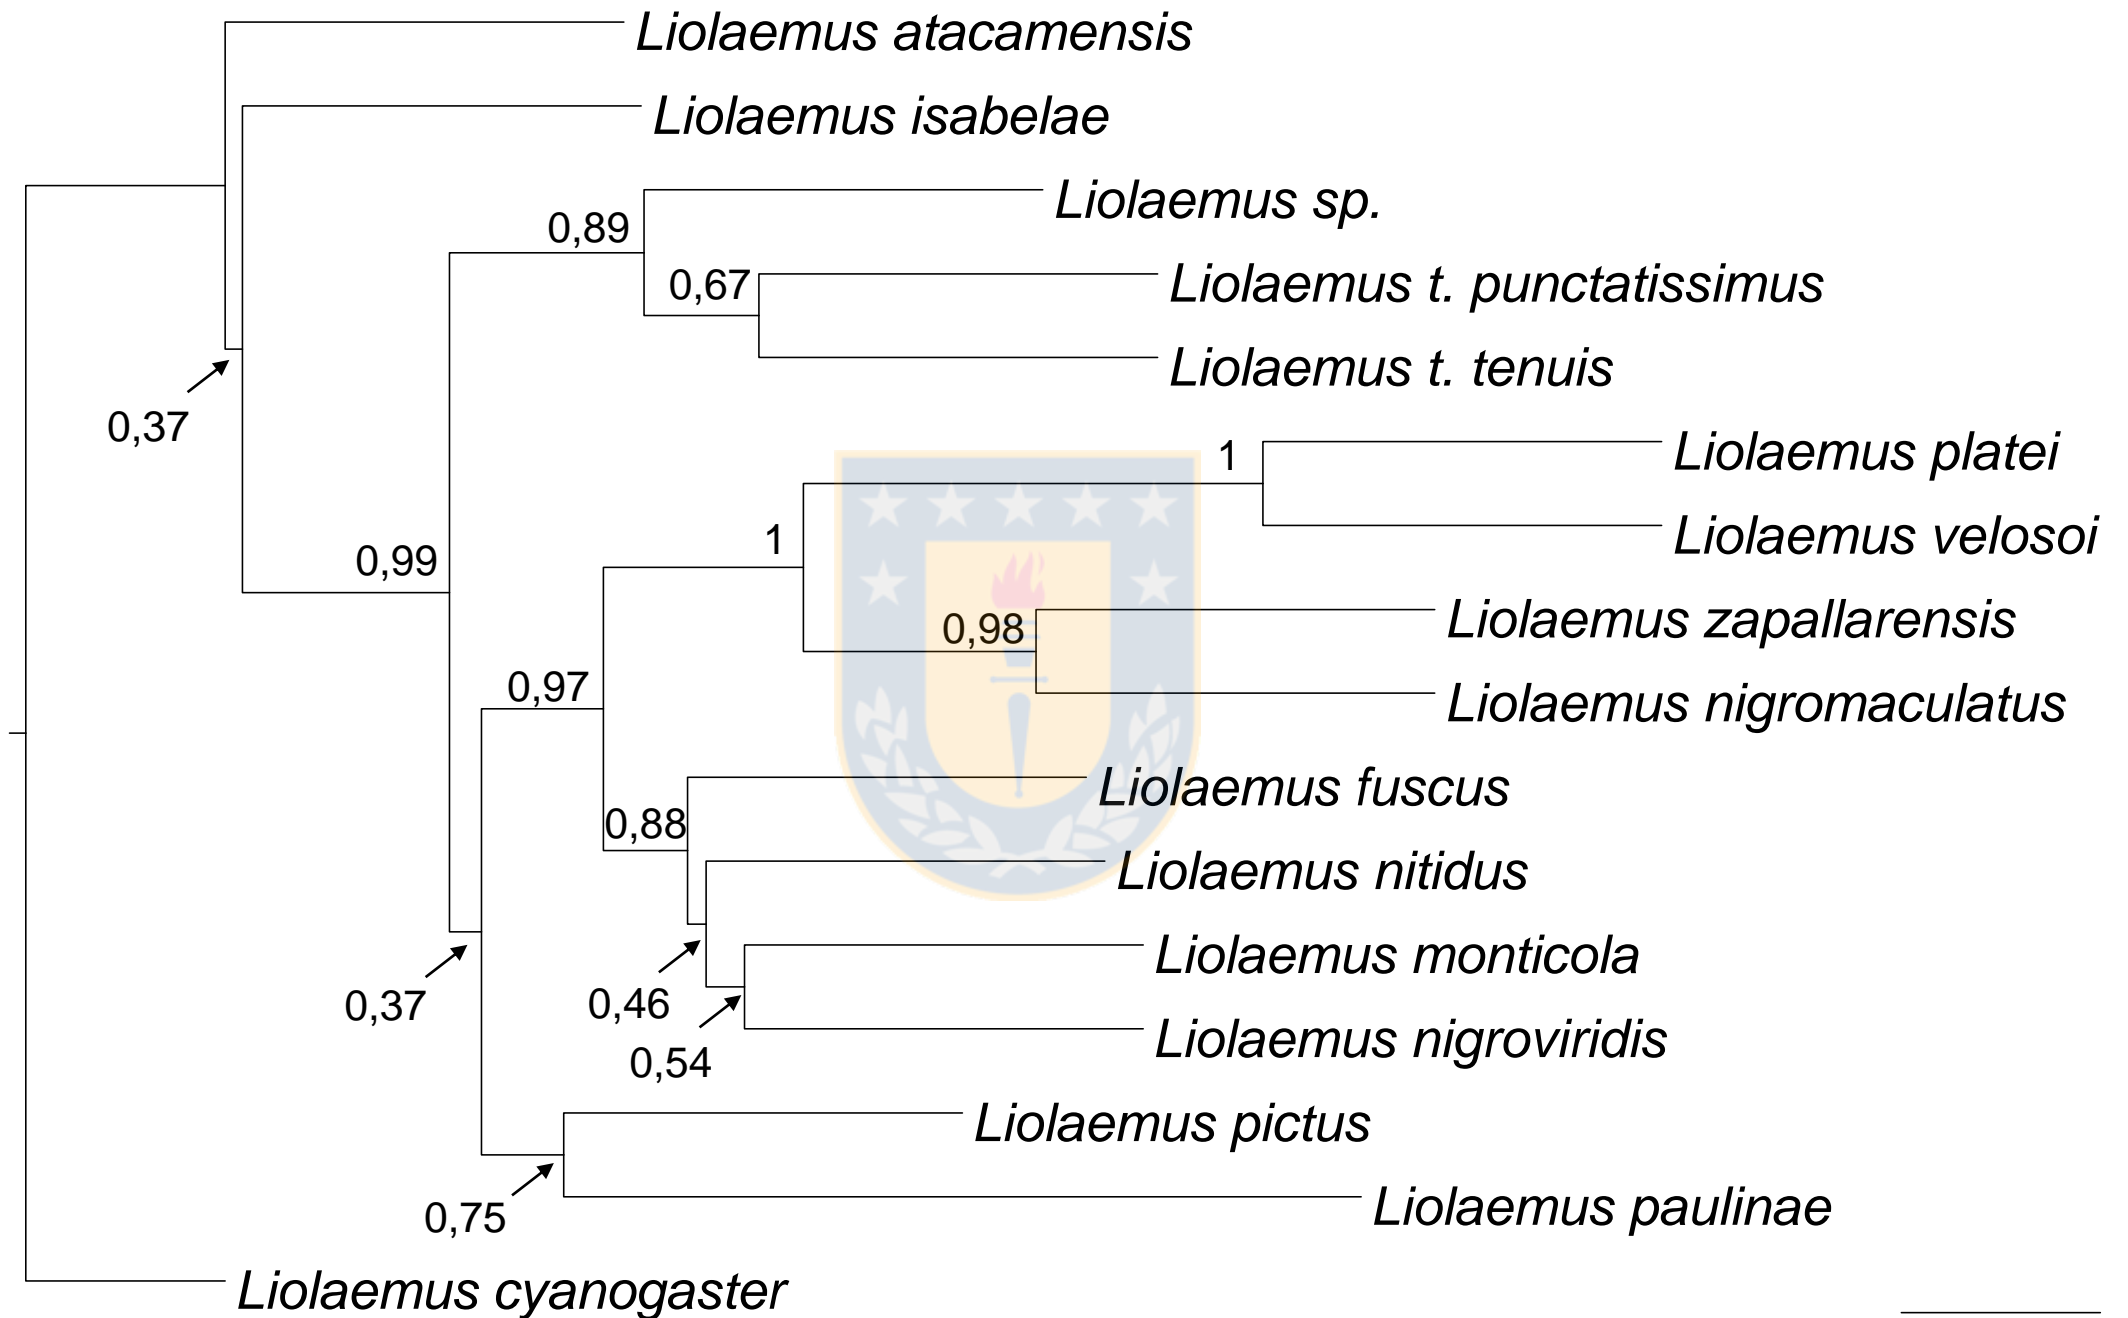 Liolaemus atacamensis
Liolaemus isabelae
Liolaemus sp.
0,89
0,67
Liolaemus t. punctatissimus
Liolaemus t. tenuis
0,37
1
Liolaemus platei
Liolaemus velosoi
1
0,99
Liolaemus zapallarensis
0,98
0,97
Liolaemus nigromaculatus
Liolaemus fuscus
0,88
Liolaemus nitidus
Liolaemus monticola
0,37
0,46
Liolaemus nigroviridis
0,54
Liolaemus pictus
0,75
Liolaemus paulinae
Liolaemus cyanogaster